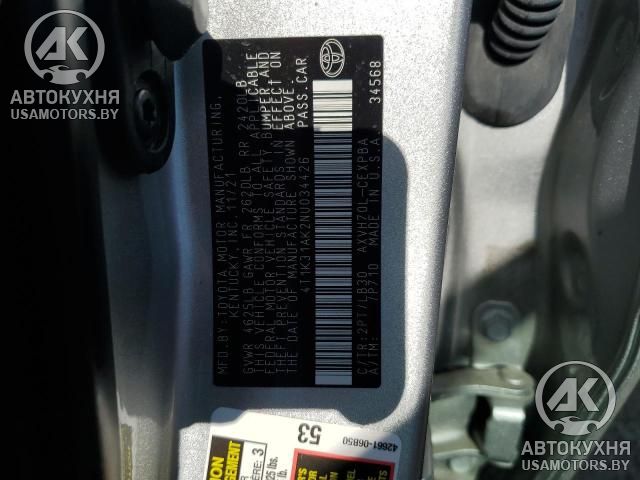 AK
АВТОКУХНЯ
USAMOTORS.BY
MFD.BY: TOYOTA MOTOR MANUFACTURING,
KENTUCKY, INC. 11/21
GVWR 4625LB GAWR FR 2620LB RR 2420LB
THIS VEHICLE CONFORMS TO ALL APPLICABLE
FEDERAL MOTOR VEHICLE SAFETY, BUMPER AND
THEFT PREVENTION STANDARDS IN EFFECT ON
THE DATE OF MANUFACTURE SHOWN ABOVE.
4T1K31AK2NU034426 PASS.CAR
C/TR:2PT/LB30 AXVH70L-CEXPBA
A/TM: 7P710 MADE IN U.S.A. 34568
42661-06B50
53
AK
АВТОКУХНЯ
USAMOTORS.BY